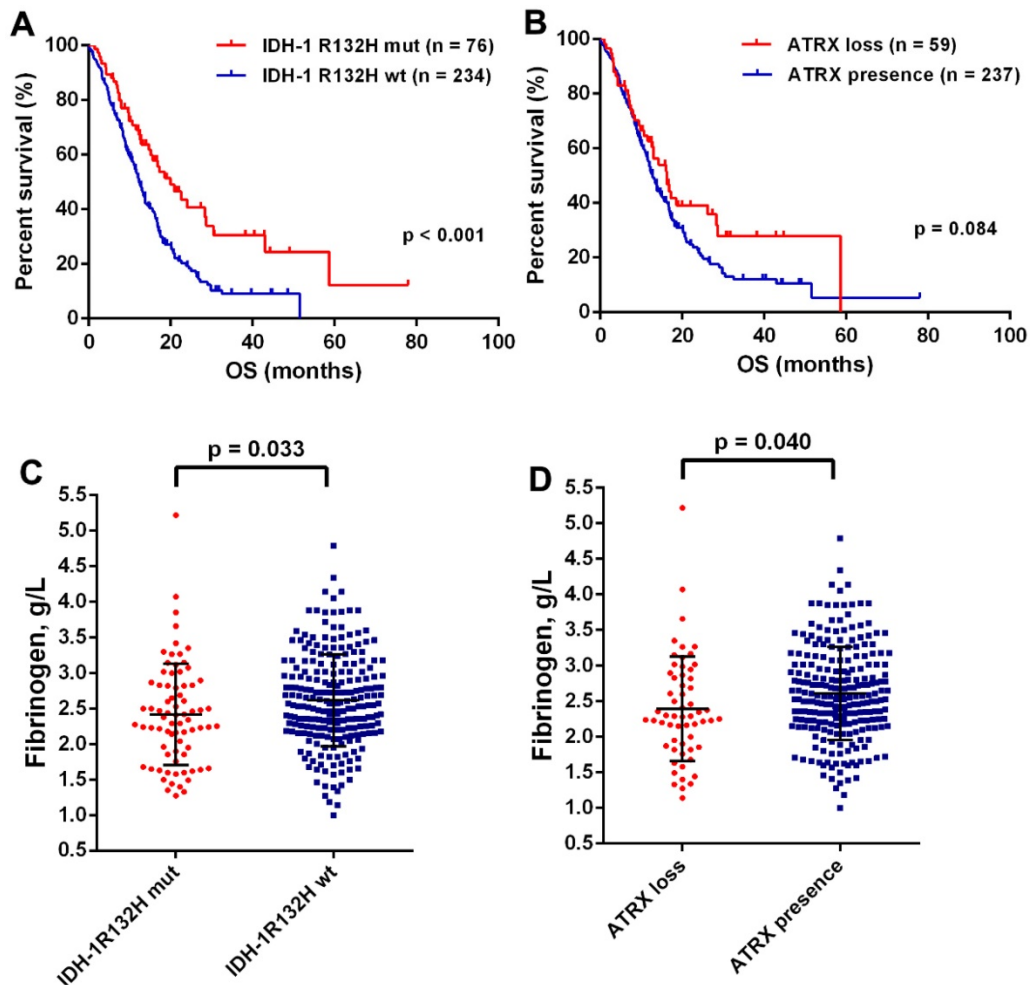 A
IDH-1 R132H mut (n = 76)
IDH-1 R132H wt (n = 234)
p < 0.001
Percent survival (%)
100
80
60
40
20
0
0 20 40 60 80 100
OS (months)
B
ATRX loss (n = 59)
ATRX presence (n = 237)
p = 0.084
Percent survival (%)
100
80
60
40
20
0
0 20 40 60 80 100
OS (months)
C
p = 0.033
Fibrinogen, g/L
5.5
5.0
4.5
4.0
3.5
3.0
2.5
2.0
1.5
1.0
0.5
IDH-1R132H mut
IDH-1R132H wt
D
p = 0.040
Fibrinogen, g/L
5.5
5.0
4.5
4.0
3.5
3.0
2.5
2.0
1.5
1.0
0.5
ATRX loss
ATRX presence